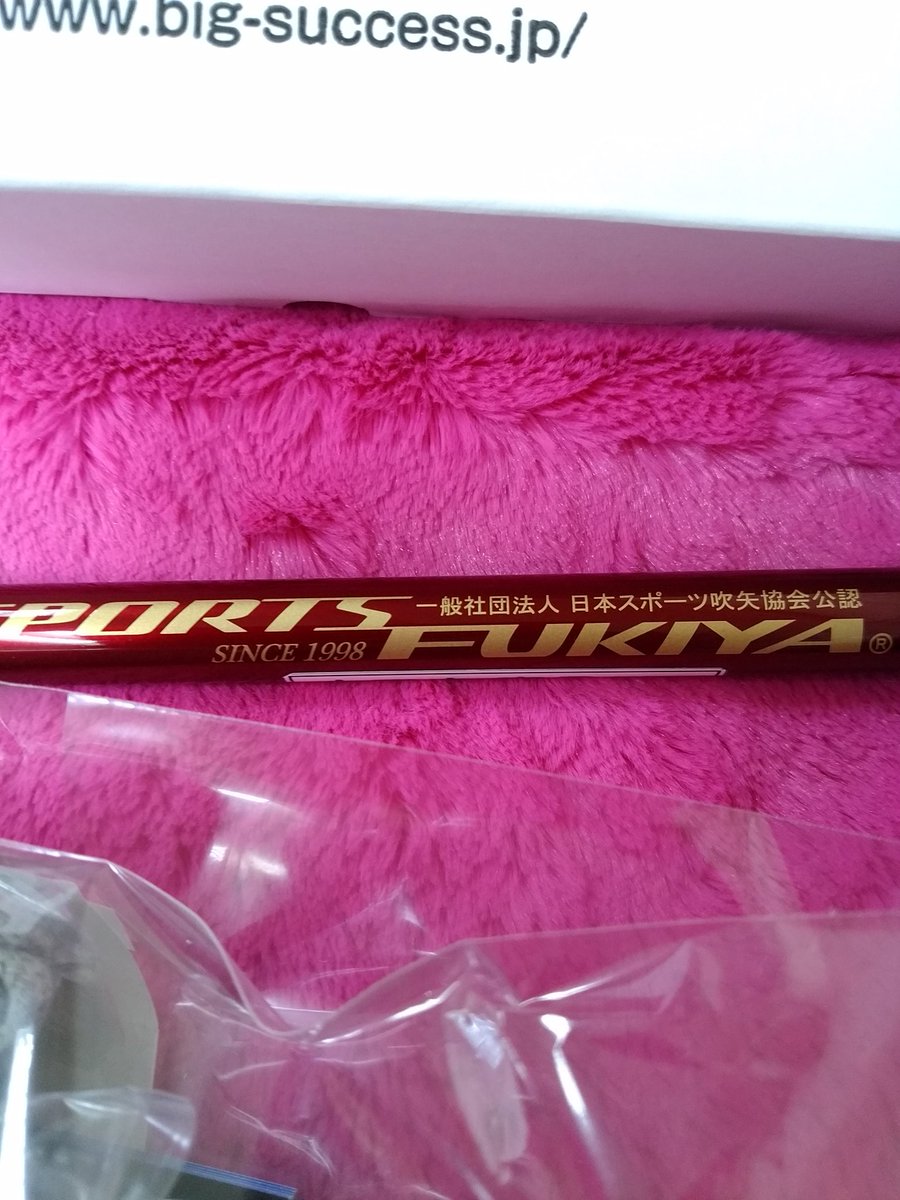 www.big-success.jp/
SPORTS
一般社団法人 日本スポーツ吹矢協会公認
SINCE 1998
FUKIYA®